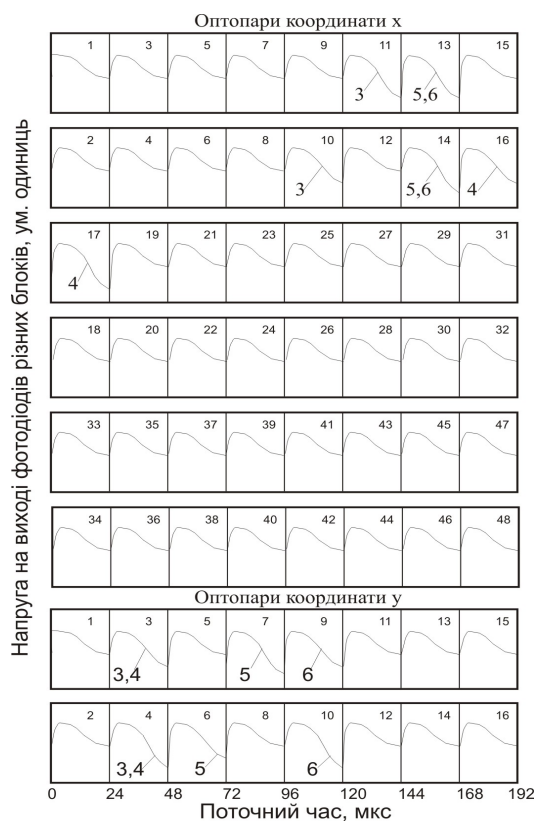 Оптопари координати x
1 3 5 7 9 11 13 15
3 5,6
2 4 6 8 10 12 14 16
3 5,6 4
17 19 21 23 25 27 29 31
4
18 20 22 24 26 28 30 32
33 35 37 39 41 43 45 47
34 36 38 40 42 44 46 48
Напруга на виході фотодіодів різних блоків, ум. одиниць
Оптопари координати y
1 3 5 7 9 11 13 15
3,4 5 6
2 4 6 8 10 12 14 16
3,4 5 6
0 24 48 72 96 120 144 168 192
Поточний час, мкс